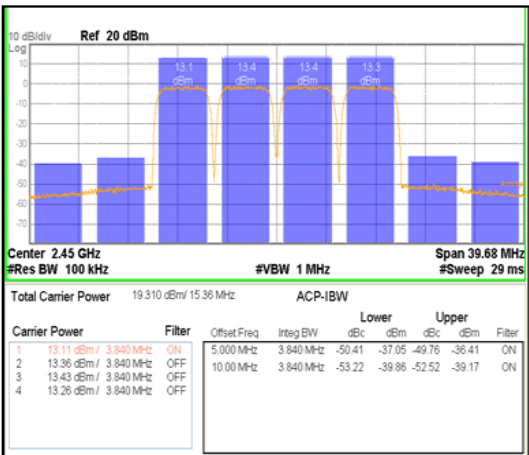 10 dB/div Ref 20 dBm
Log
10
0
-10
-20
-30
-40
-50
-60
-70
13.1 dBm
13.4 dBm
13.4 dBm
13.3 dBm
Center 2.45 GHz Span 39.68 MHz
#Res BW 100 kHz #VBW 1 MHz #Sweep 29 ms
Total Carrier Power 19.310 dBm/ 15.36 MHz ACP-IBW
Lower Upper
Carrier Power Filter Offset Freq Integ BW dBc dBm dBc dBm Filter
1 13.11 dBm / 3.840 MHz ON 5.000 MHz 3.840 MHz -50.41 -37.05 -49.76 -36.41 ON
2 13.36 dBm / 3.840 MHz OFF 10.00 MHz 3.840 MHz -53.22 -39.86 -52.52 -39.17 ON
3 13.43 dBm / 3.840 MHz OFF
4 13.26 dBm / 3.840 MHz OFF